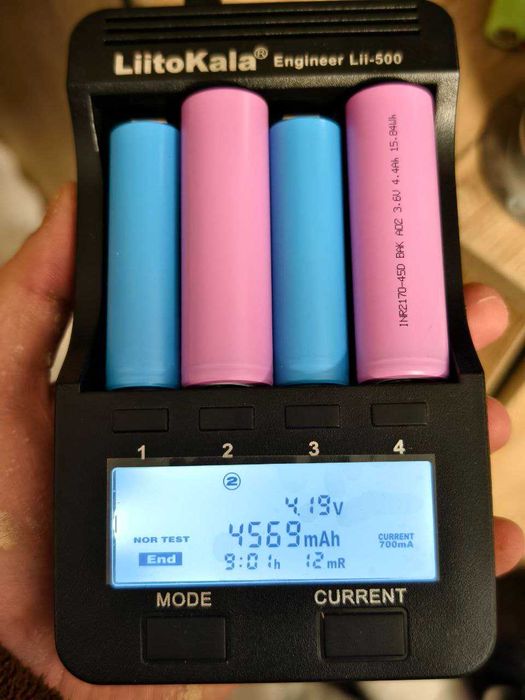 LiitoKala® Engineer Lii-500
INR2170-45D BAK A02 3.6V 4.4Ah 15.84Wh
1 2 3 4
②
4.19V
NOR TEST 4569mAh CURRENT 700mA
End 9:01h 12mR
MODE CURRENT